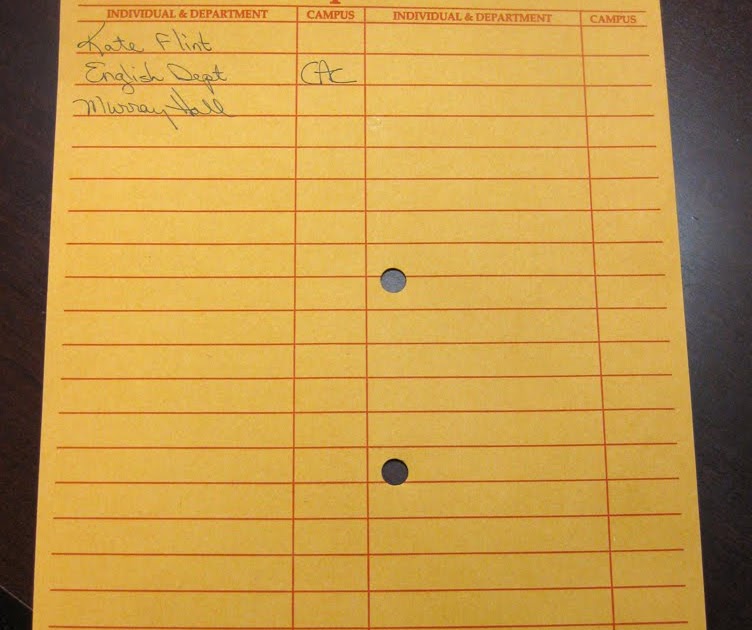 INDIVIDUAL & DEPARTMENT CAMPUS INDIVIDUAL & DEPARTMENT CAMPUS
Kate Flint
English Dept CAC
Murray Hall